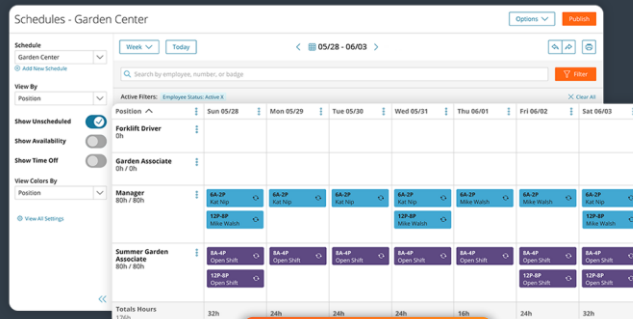 Schedules - Garden Center
Options
Publish
Schedule
Garden Center
Add New Schedule
View By
Position
Show Unscheduled
Show Availability
Show Time Off
View Colors By
Position
View All Settings
Week
Today
05/28 - 06/03
Search by employee, number, or badge
Filter
Active Filters: Employee Status: Active X
Clear All
Position Sun 05/28 Mon 05/29 Tue 05/30 Wed 05/31 Thu 06/01 Fri 06/02 Sat 06/03
Forklift Driver
0h
Garden Associate
0h / 0h
Manager
80h / 80h
6A-2P 6A-2P 6A-2P 6A-2P 6A-2P 6A-2P 6A-2P
Kat Nip Kat Nip Kat Nip Kat Nip Mike Walsh Mike Walsh Kat Nip
12P-8P 12P-8P 12P-8P
Mike Walsh Mike Walsh Mike Walsh
Summer Garden
Associate
80h / 80h
8A-4P 8A-4P 8A-4P 8A-4P 8A-4P 8A-4P 8A-4P
Open Shift Open Shift Open Shift Open Shift Open Shift Open Shift Open Shift
12P-8P 12P-8P 12P-8P
Open Shift Open Shift Open Shift
Totals Hours
176h
32h 24h 24h 24h 16h 24h 32h